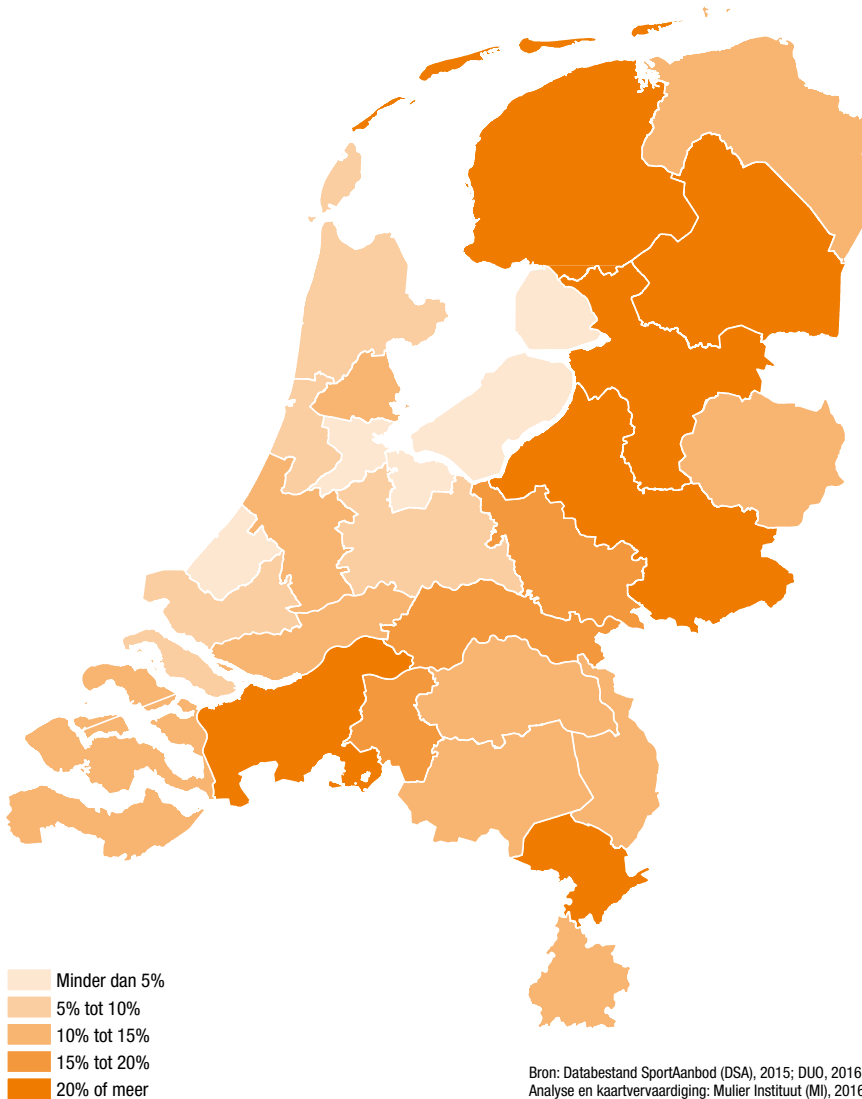 Minder dan 5%
5% tot 10%
10% tot 15%
15% tot 20%
20% of meer
Bron: Databestand SportAanbod (DSA), 2015; DUO, 2016
Analyse en kaartvervaardiging: Mulier Instituut (MI), 2016